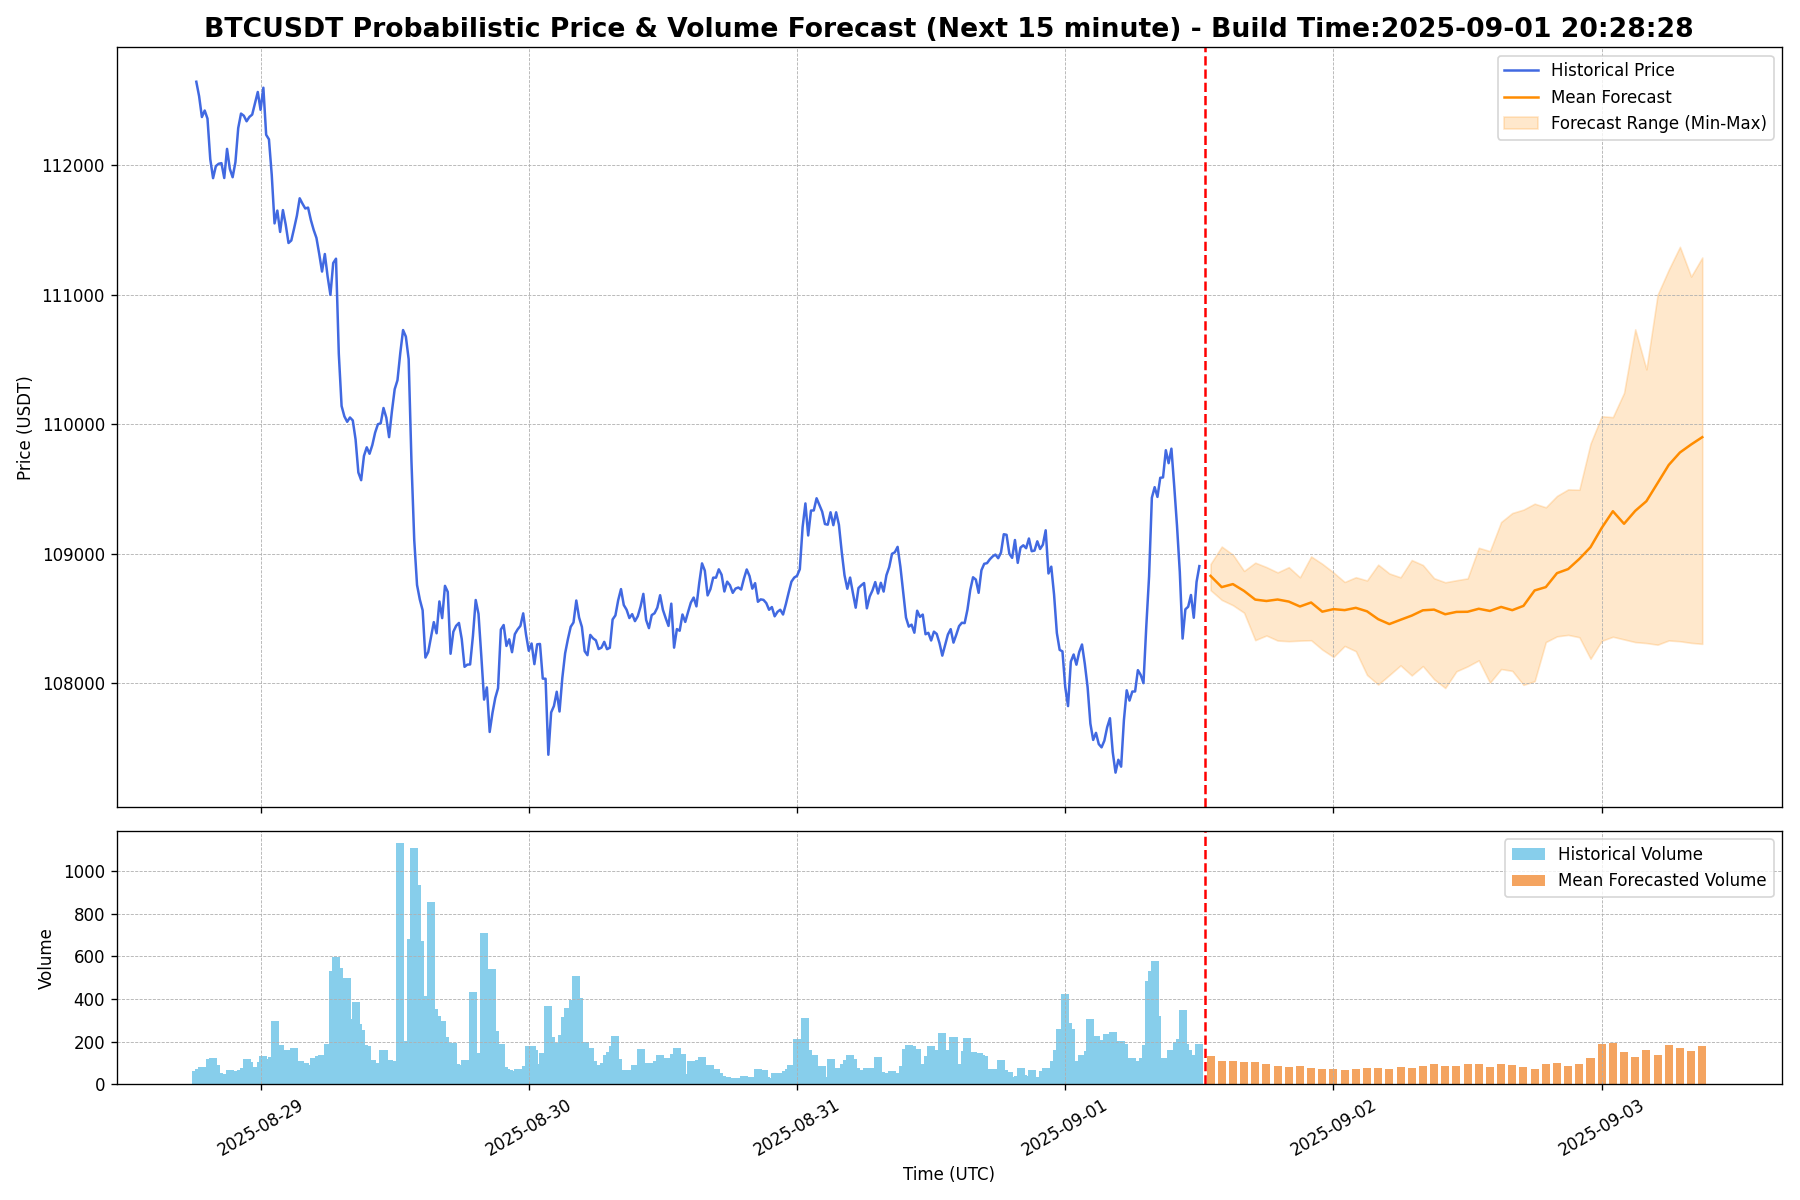 BTCUSDT Probabilistic Price & Volume Forecast (Next 15 minute) - Build Time:2025-09-01 20:28:28
Historical Price
Mean Forecast
Forecast Range (Min-Max)
112000
111000
110000
109000
108000
Price (USDT)
Historical Volume
Mean Forecasted Volume
1000
800
600
400
200
0
Volume
2025-08-29
2025-08-30
2025-08-31
2025-09-01
2025-09-02
2025-09-03
Time (UTC)